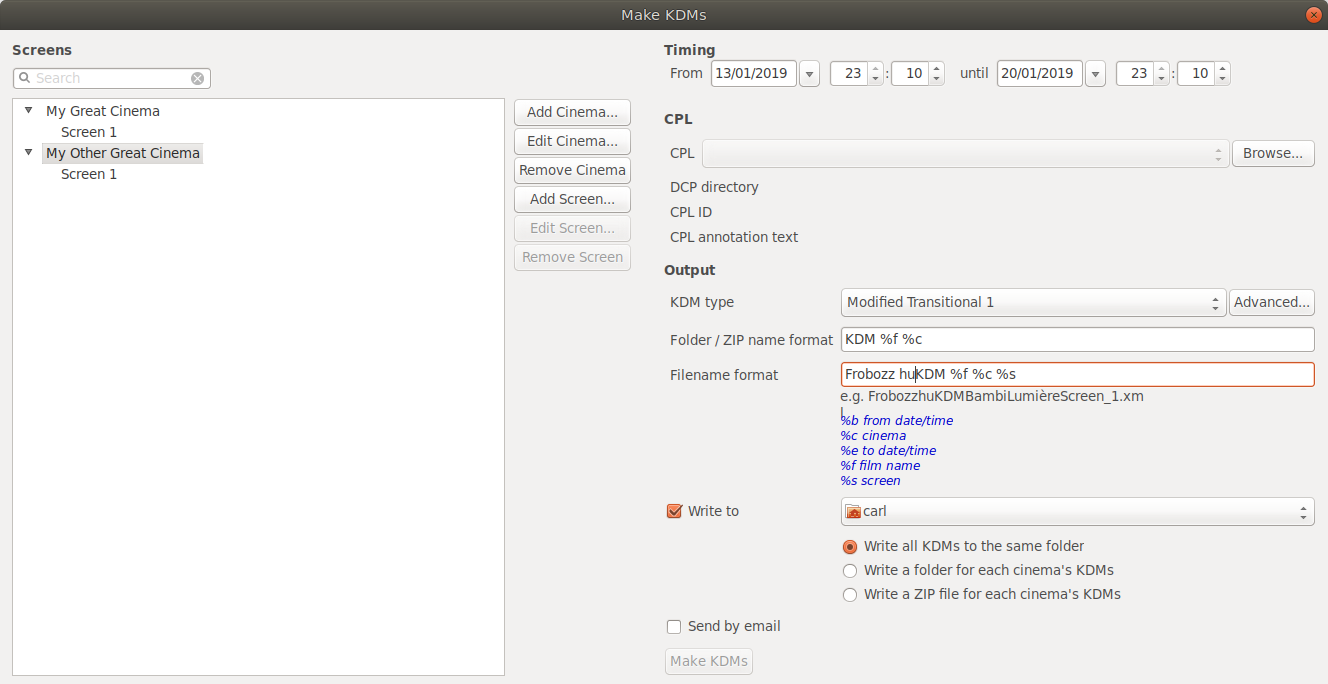 Make KDMs
Screens
Search
My Great Cinema
Screen 1
My Other Great Cinema
Screen 1
Add Cinema...
Edit Cinema...
Remove Cinema
Add Screen...
Edit Screen...
Remove Screen
Timing
From 13/01/2019 23 : 10 until 20/01/2019 23 : 10
CPL
CPL Browse...
DCP directory
CPL ID
CPL annotation text
Output
KDM type Modified Transitional 1 Advanced...
Folder / ZIP name format KDM %f %c
Filename format Frobozz huKDM %f %c %s
e.g. FrobozzhuKDMBambiLumièreScreen_1.xm
l
%b from date/time
%c cinema
%e to date/time
%f film name
%s screen
Write to carl
Write all KDMs to the same folder
Write a folder for each cinema's KDMs
Write a ZIP file for each cinema's KDMs
Send by email
Make KDMs